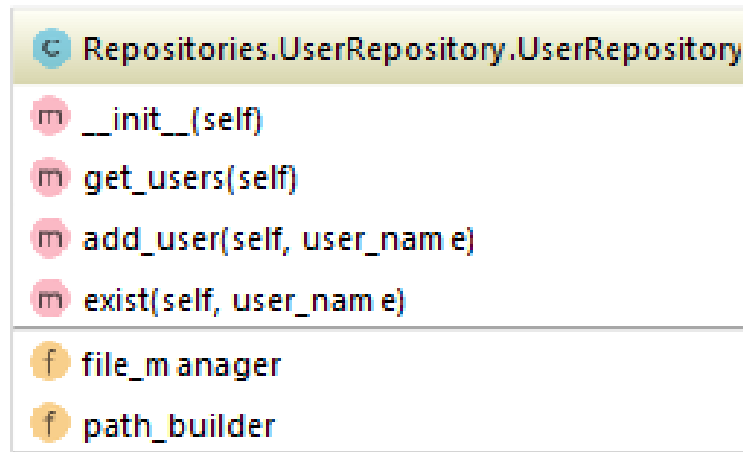 C Repositories.UserRepository.UserRepository
m __init__(self)
m get_users(self)
m add_user(self, user_name)
m exist(self, user_name)
f file_manager
f path_builder